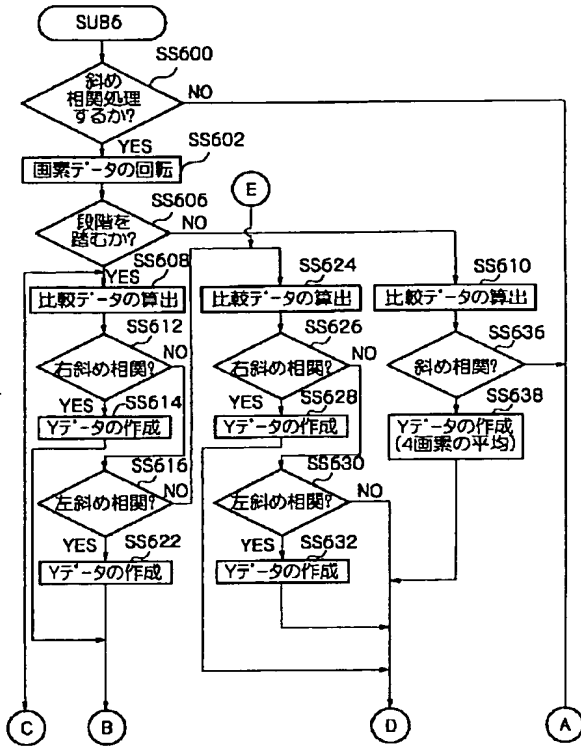 SUB6
SS600
斜め
相関処理
するか?
NO
YES
SS602
画素データの回転
E
SS606
段階を
踏むか?
NO
YES
SS608
比較データの算出
SS624
比較データの算出
SS610
比較データの算出
SS612
右斜め相関?
NO
SS626
右斜め相関?
NO
SS636
斜め相関?
YES
SS614
Yデータの作成
YES
SS628
Yデータの作成
YES
SS638
Yデータの作成
(4画素の平均)
SS616
左斜め相関?
NO
SS630
左斜め相関?
NO
YES
SS622
Yデータの作成
YES
SS632
Yデータの作成
C
B
D
A